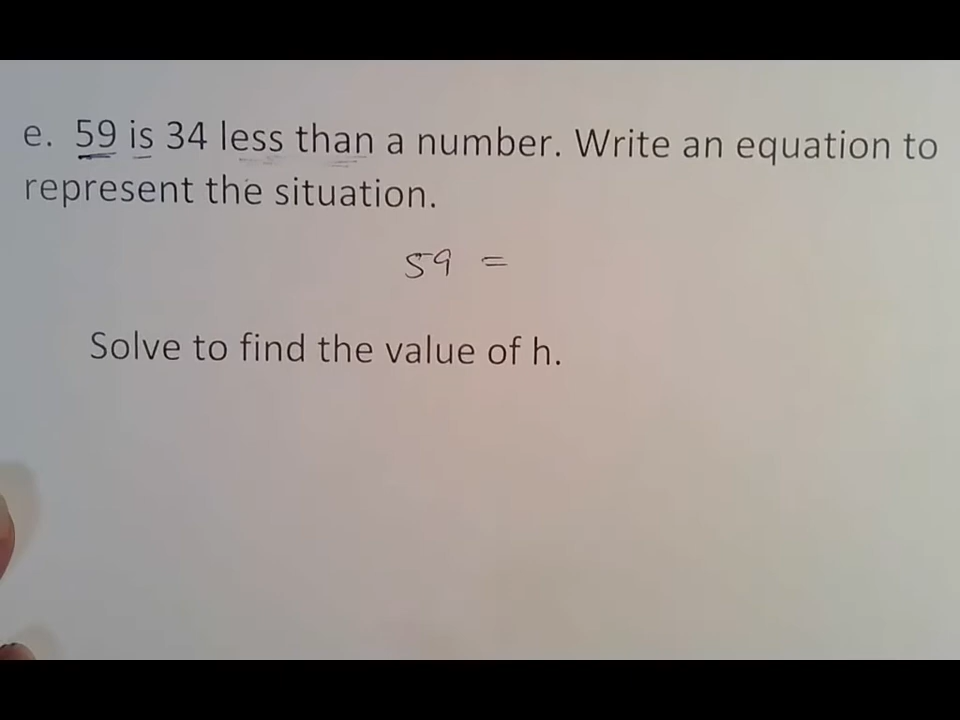 e. 59 is 34 less than a number. Write an equation to
represent the situation.
59 =
Solve to find the value of h.